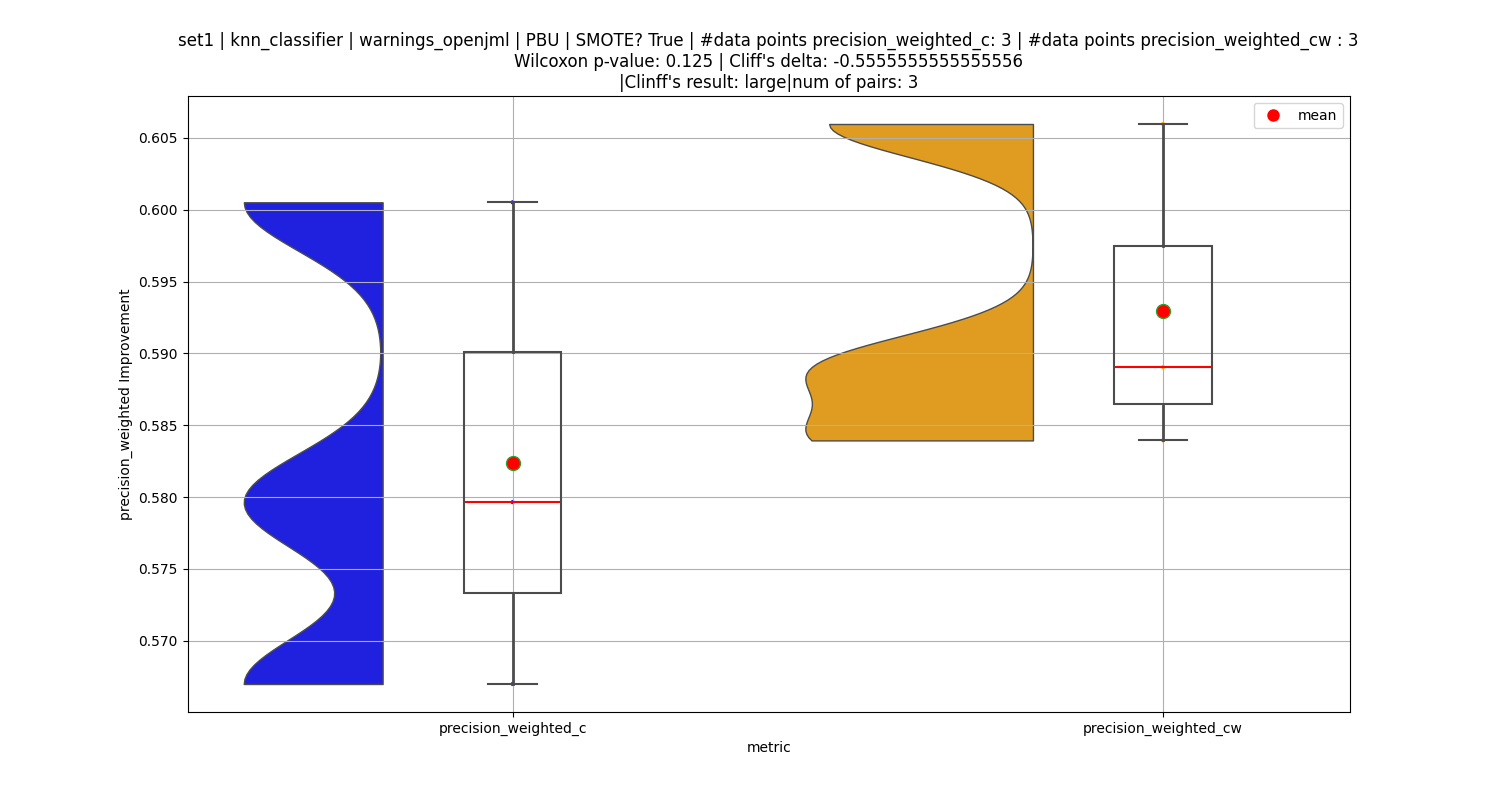 set1 | knn_classifier | warnings_openjml | PBU | SMOTE? True | #data points precision_weighted_c: 3 | #data points precision_weighted_cw : 3
Wilcoxon p-value: 0.125 | Cliff's delta: -0.5555555555555556
|Clinff's result: large|num of pairs: 3
mean
0.605
0.600
0.595
0.590
0.585
0.580
0.575
0.570
precision_weighted Improvement
precision_weighted_c
precision_weighted_cw
metric